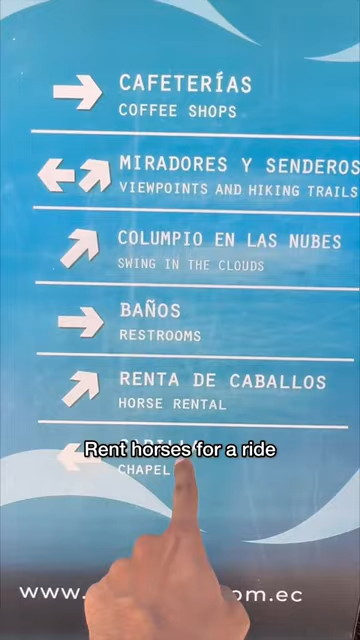 CAFETERÍAS
COFFEE SHOPS
MIRADORES Y SENDEROS
VIEWPOINTS AND HIKING TRAILS
COLUMPIO EN LAS NUBES
SWING IN THE CLOUDS
BAÑOS
RESTROOMS
RENTA DE CABALLOS
HORSE RENTAL
Rent horses for a ride
CHAPEL
www.
om.ec